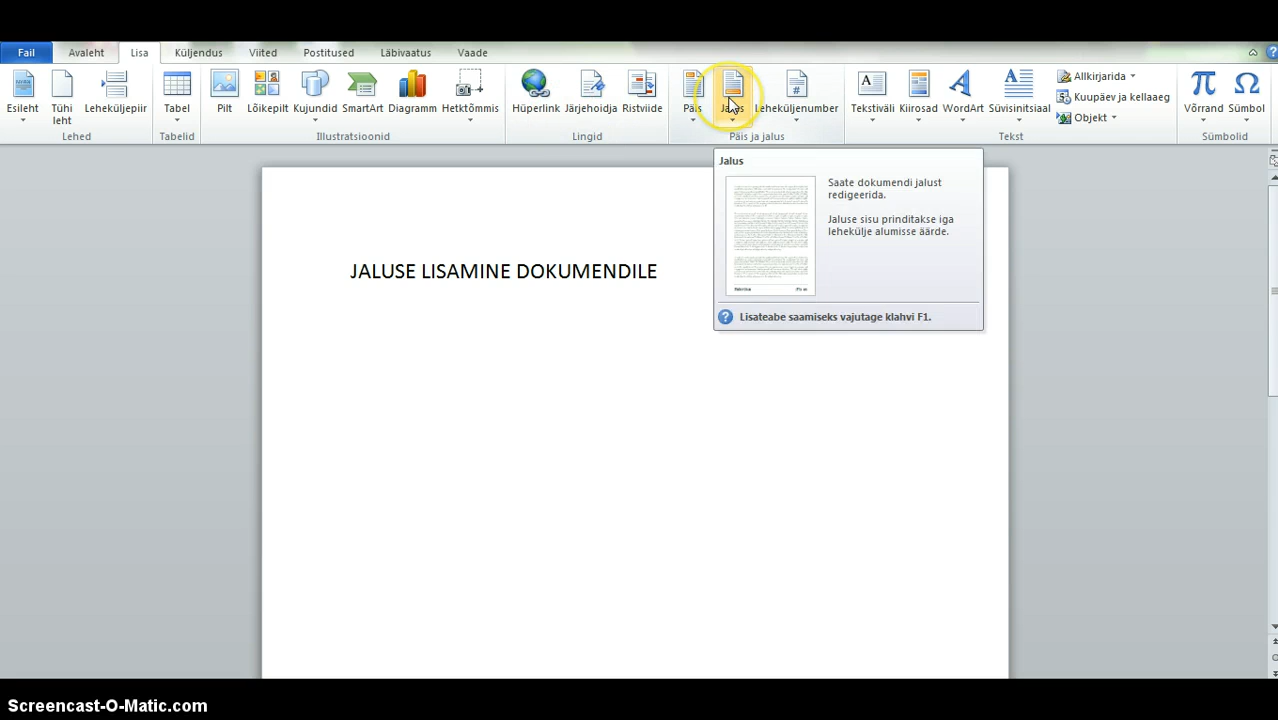 Fail Avaleht Lisa Küljendus Viited Postitused Läbivaatus Vaade
Esileht Tühi leht Leheküljepiir
Lehed
Tabel
Tabelid
Pilt Lõikepilt Kujundid SmartArt Diagramm Hetktõmmis
Illustratsioonid
Hüperlink Järjehoidja Ristviide
Lingid
Päis Jalus Leheküljenumber
Päis ja jalus
Tekstiväli Kiirosad WordArt Süvisinitsiaal
Allkirjarida
Kuupäev ja kellaaeg
Objekt
Tekst
Võrrand Sümbol
Sümbolid
Jalus
Saate dokumendi jalust
redigeerida.
Jaluse sisu prinditakse iga
lehekülje alumisse äärde.
Lisateabe saamiseks vajutage klahvi F1.
JALUSE LISAMINE DOKUMENDILE
Screencast-O-Matic.com